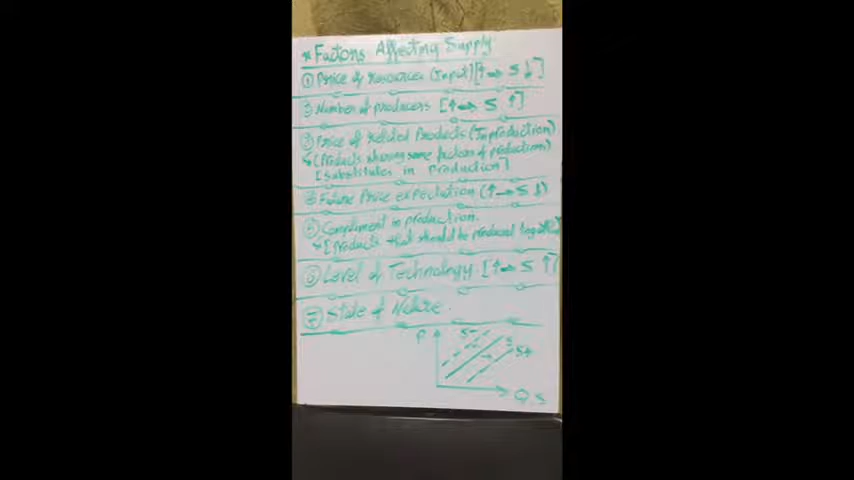 * Factors Affecting Supply
① Price of resources (Input) [↑ → S ↓]
② Number of producers [↑ → S ↑]
③ Price of Related Products (In production)
* (Products sharing same factors of production)
[substitutes in production]
④ Future Price expectation (↑ → S ↓)
⑤ Compliment in production.
* [Products that should be produced together]
⑥ Level of Technology. [↑ → S ↑]
⑦ State of Nature.
P S- S S+
Q S